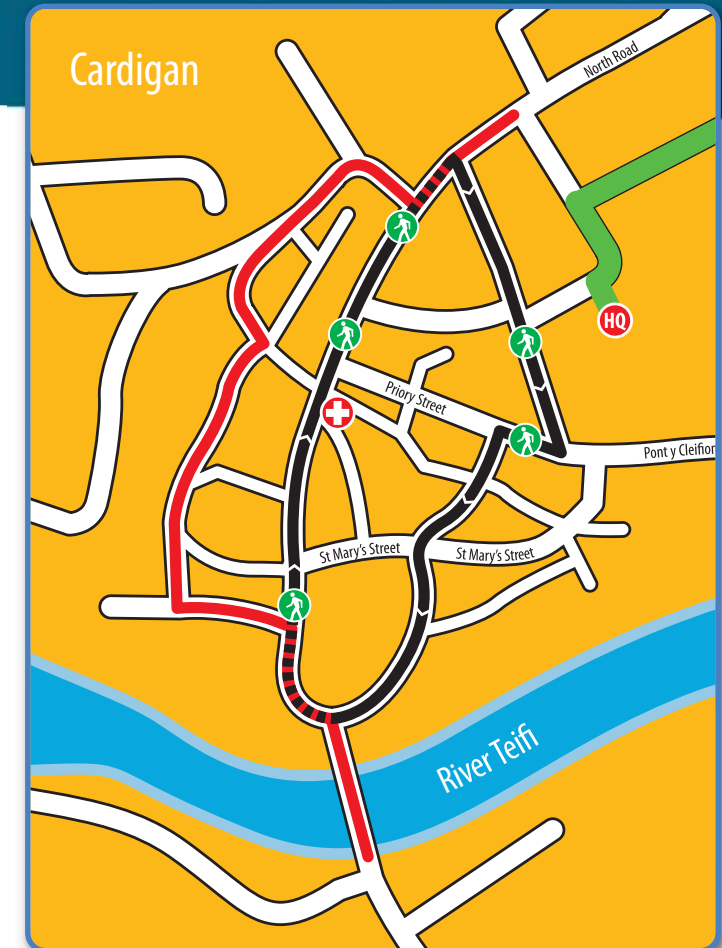 Cardigan
North Road
HQ
Priory Street
Pont y Cleifion
St Mary's Street
St Mary's Street
River Teifi